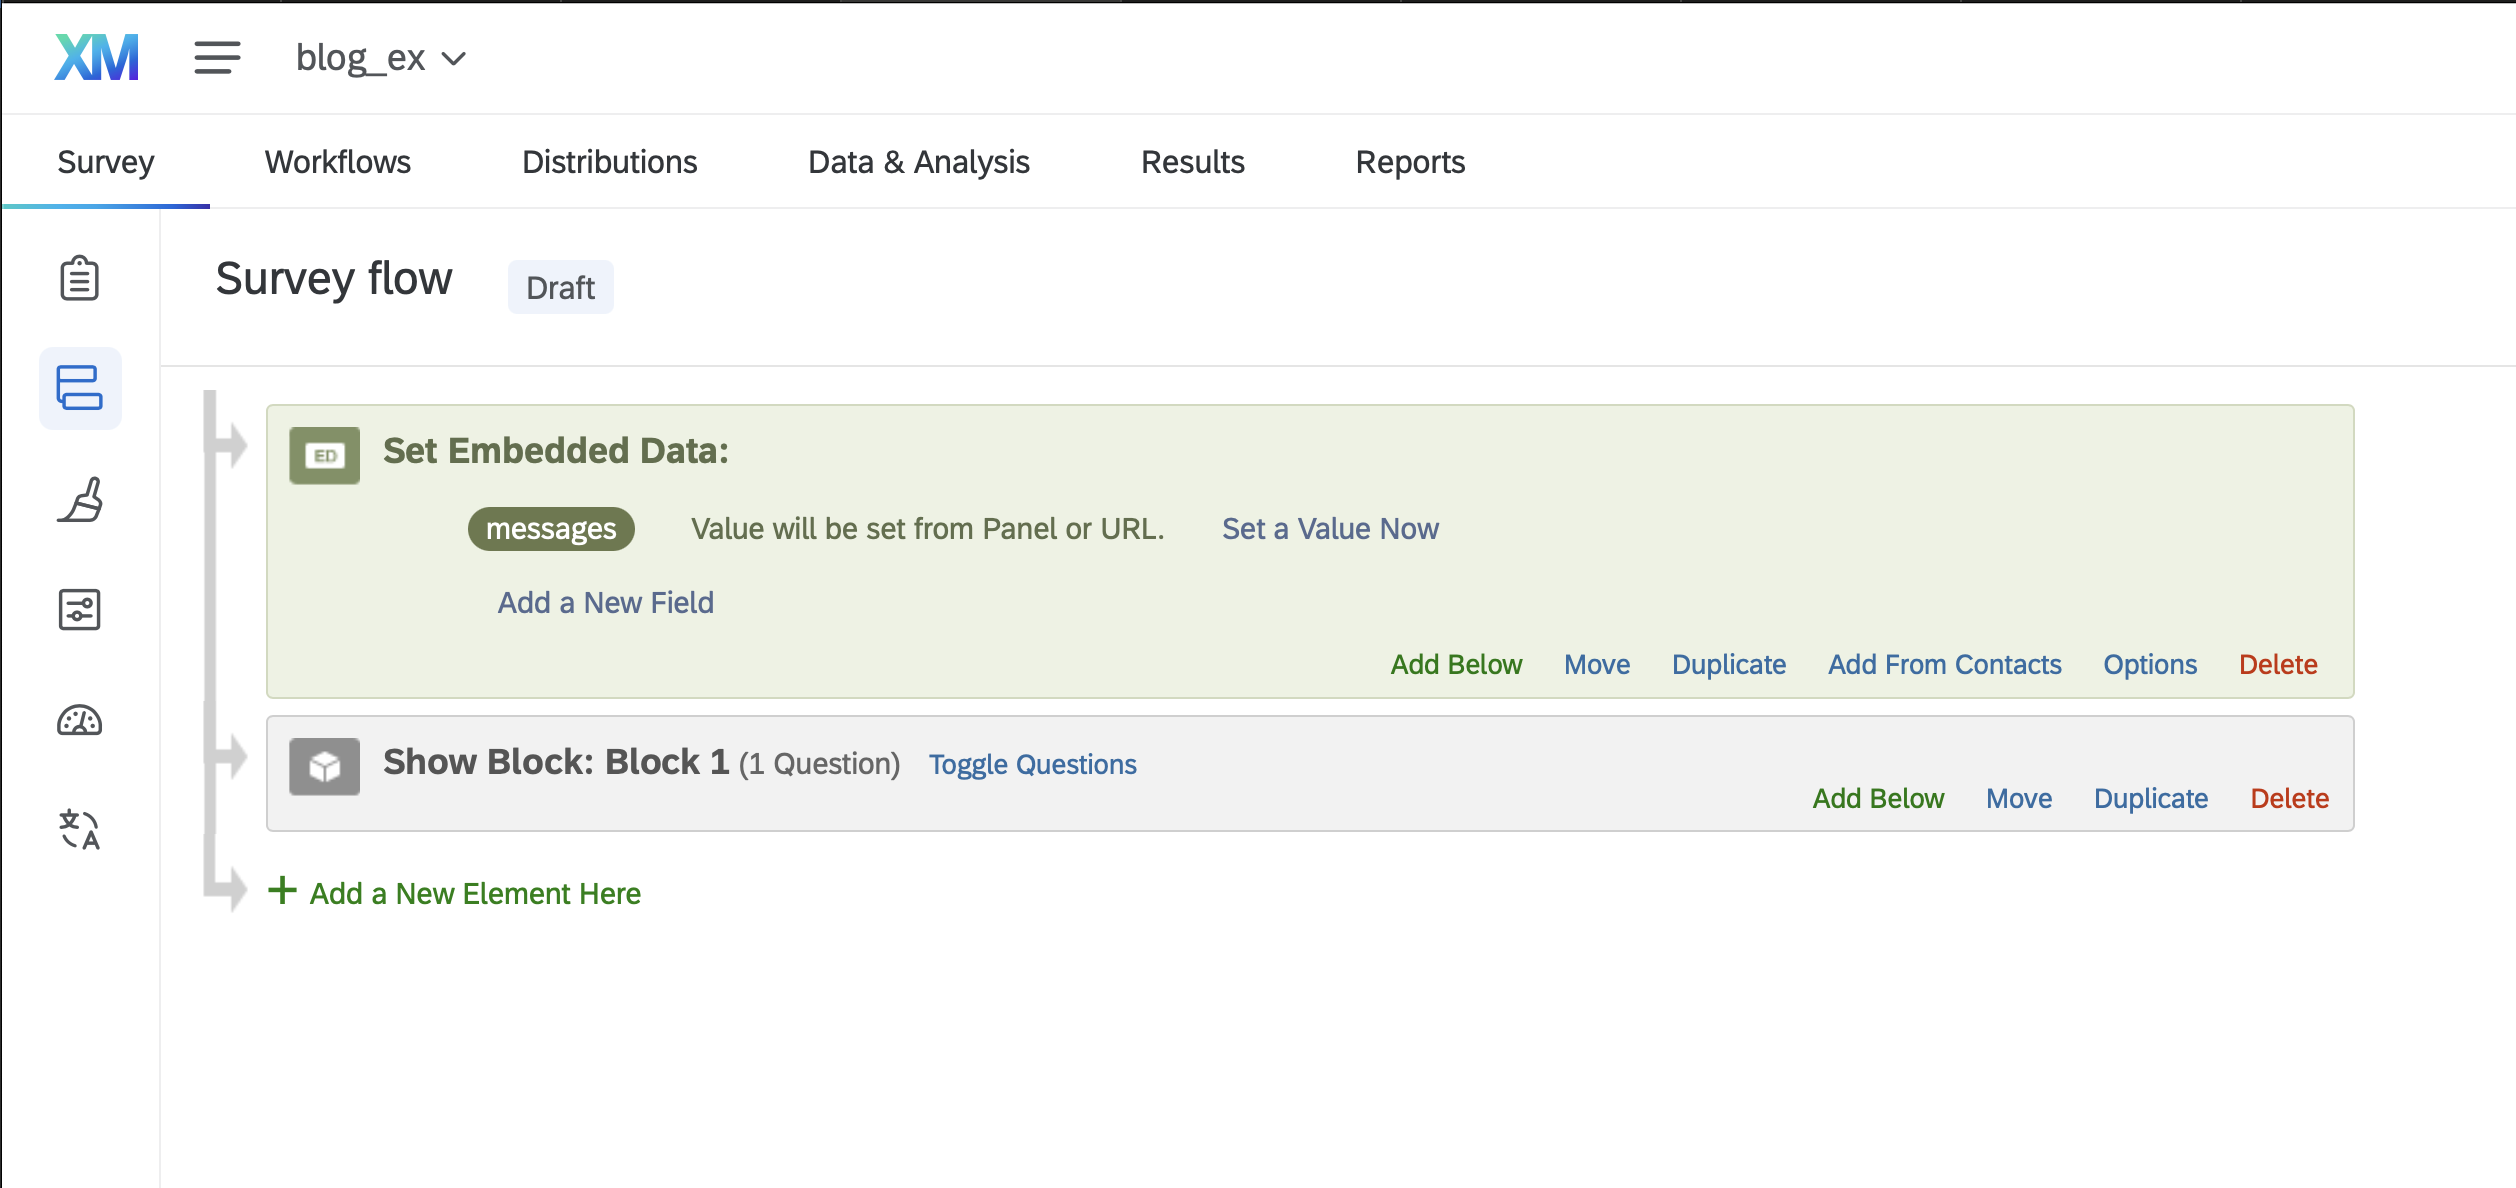 XM blog_ex
Survey Workflows Distributions Data & Analysis Results Reports
Survey flow Draft
ED Set Embedded Data:
messages Value will be set from Panel or URL. Set a Value Now
Add a New Field
Add Below Move Duplicate Add From Contacts Options Delete
Show Block: Block 1 (1 Question) Toggle Questions
Add Below Move Duplicate Delete
+ Add a New Element Here
文 A